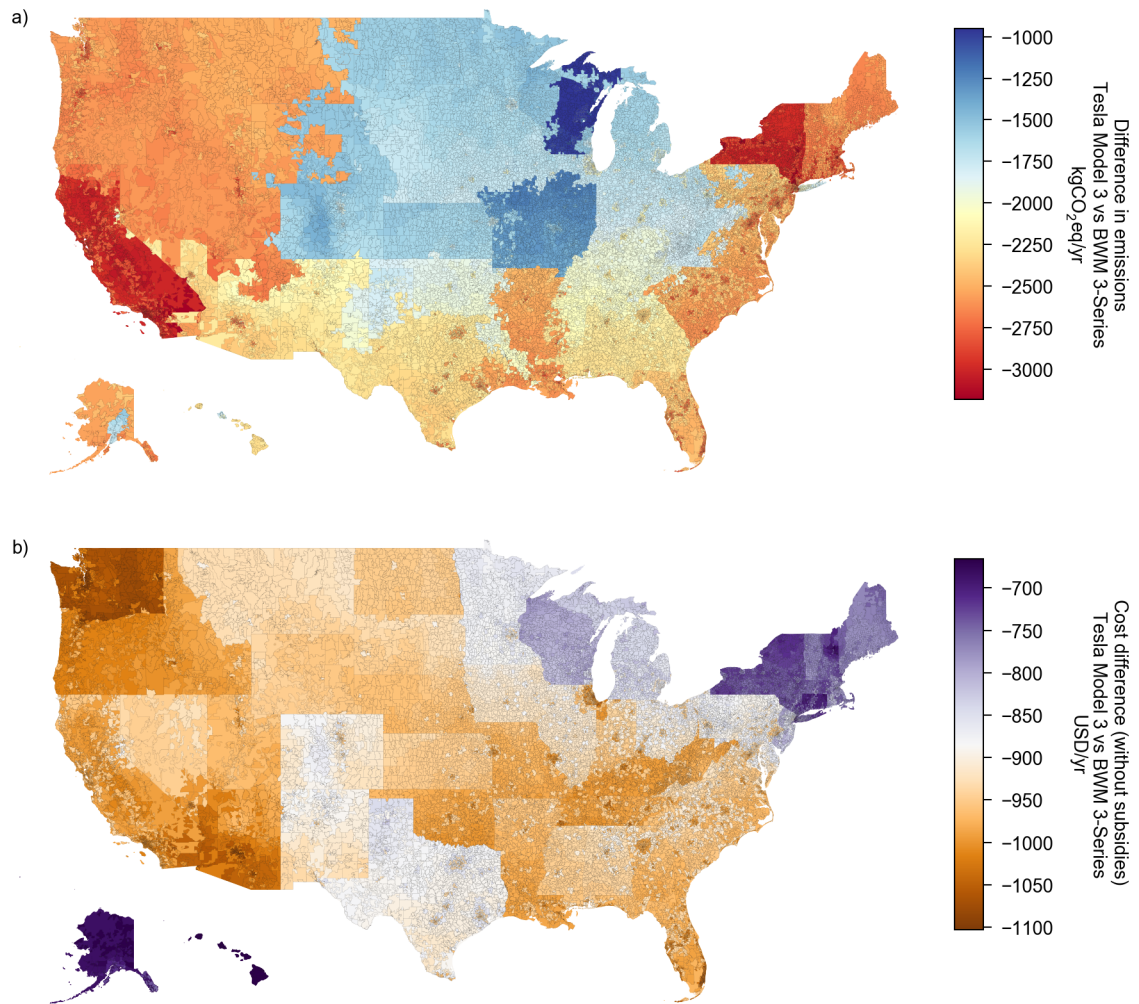 a)
−1000
−1250
−1500
−1750
−2000
−2250
−2500
−2750
−3000
Difference in emissions
Tesla Model 3 vs BWM 3-Series
kgCO₂eq/yr
b)
−700
−750
−800
−850
−900
−950
−1000
−1050
−1100
Cost difference (without subsidies)
Tesla Model 3 vs BWM 3-Series
USD/yr